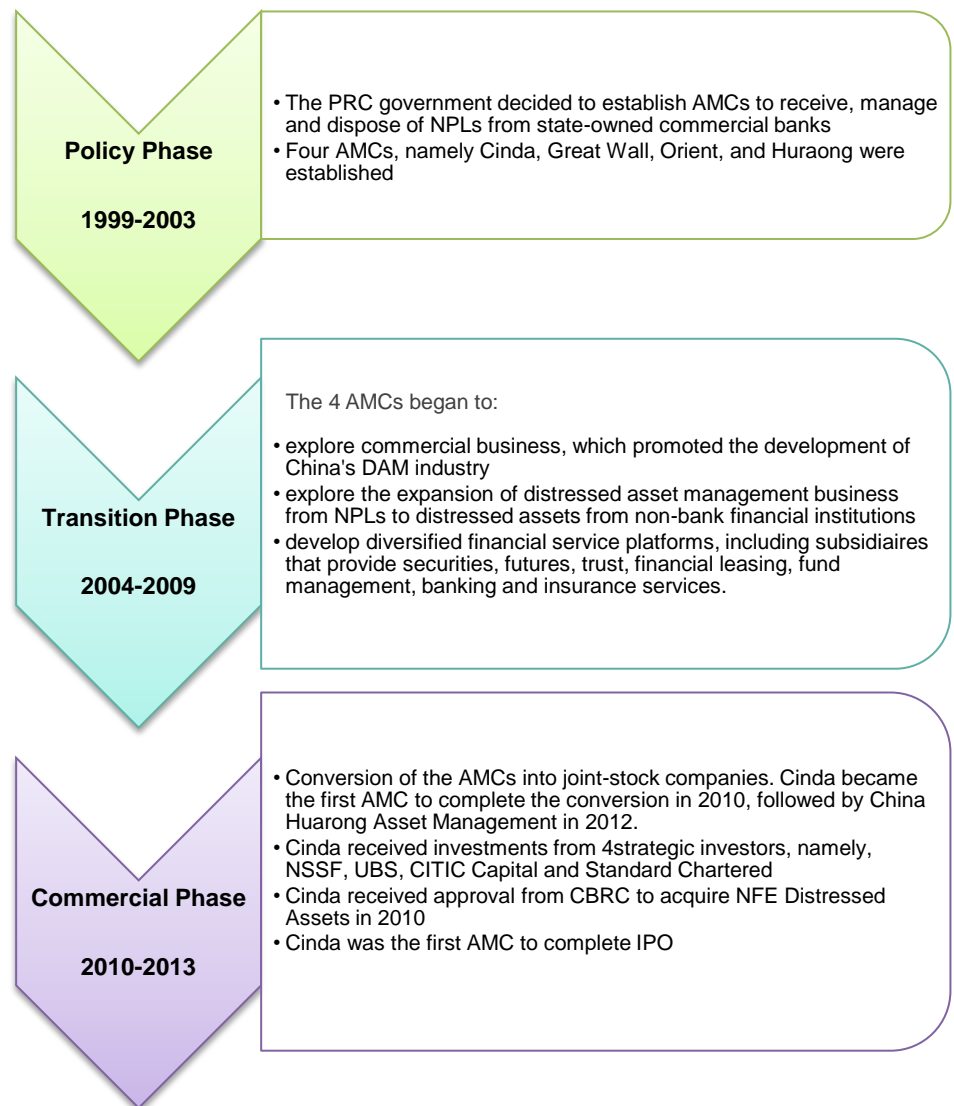 Policy Phase
1999-2003
• The PRC government decided to establish AMCs to receive, manage
and dispose of NPLs from state-owned commercial banks
• Four AMCs, namely Cinda, Great Wall, Orient, and Huraong were
established
Transition Phase
2004-2009
The 4 AMCs began to:
• explore commercial business, which promoted the development of
China's DAM industry
• explore the expansion of distressed asset management business
from NPLs to distressed assets from non-bank financial institutions
• develop diversified financial service platforms, including subsidiaires
that provide securities, futures, trust, financial leasing, fund
management, banking and insurance services.
Commercial Phase
2010-2013
• Conversion of the AMCs into joint-stock companies. Cinda became
the first AMC to complete the conversion in 2010, followed by China
Huarong Asset Management in 2012.
• Cinda received investments from 4strategic investors, namely,
NSSF, UBS, CITIC Capital and Standard Chartered
• Cinda received approval from CBRC to acquire NFE Distressed
Assets in 2010
• Cinda was the first AMC to complete IPO